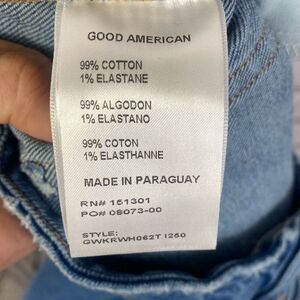 GOOD AMERICAN
99% COTTON
1% ELASTANE
99% ALGODON
1% ELASTANO
99% COTON
1% ELASTHANNE
MADE IN PARAGUAY
RN# 151301
PO# 08073-00
STYLE:
GWKRWH062T I250